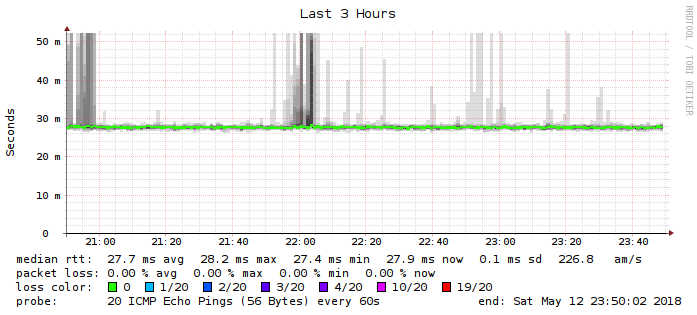 Last 3 Hours
RRDTOOL / TOBI OETIKER
Seconds
50 m
40 m
30 m
20 m
10 m
0
21:00 21:20 21:40 22:00 22:20 22:40 23:00 23:20 23:40
median rtt: 27.7 ms avg 28.2 ms max 27.4 ms min 27.9 ms now 0.1 ms sd 226.8 am/s
packet loss: 0.00 % avg 0.00 % max 0.00 % min 0.00 % now
loss color: 0 1/20 2/20 3/20 4/20 10/20 19/20
probe: 20 ICMP Echo Pings (56 Bytes) every 60s end: Sat May 12 23:50:02 2018